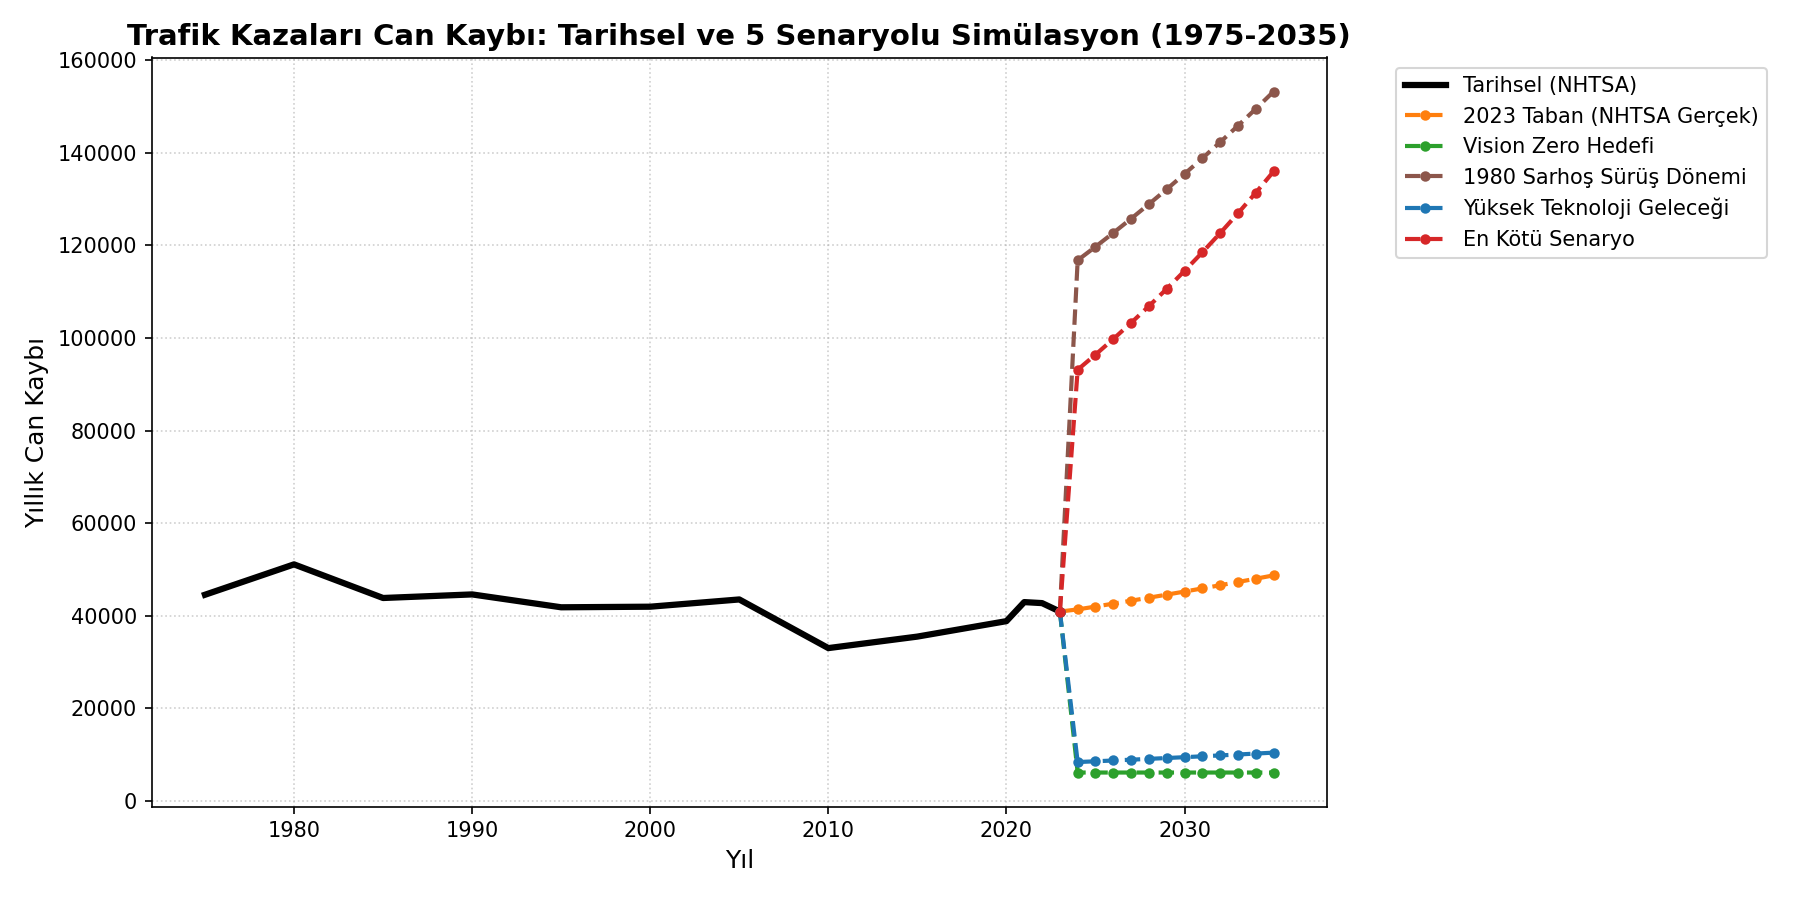 Trafik Kazaları Can Kaybı: Tarihsel ve 5 Senaryolu Simülasyon (1975-2035)
160000
140000
120000
100000
80000
60000
40000
20000
0
Yıllık Can Kaybı
1980
1990
2000
2010
2020
2030
Yıl
Tarihsel (NHTSA)
2023 Taban (NHTSA Gerçek)
Vision Zero Hedefi
1980 Sarhoş Sürüş Dönemi
Yüksek Teknoloji Geleceği
En Kötü Senaryo